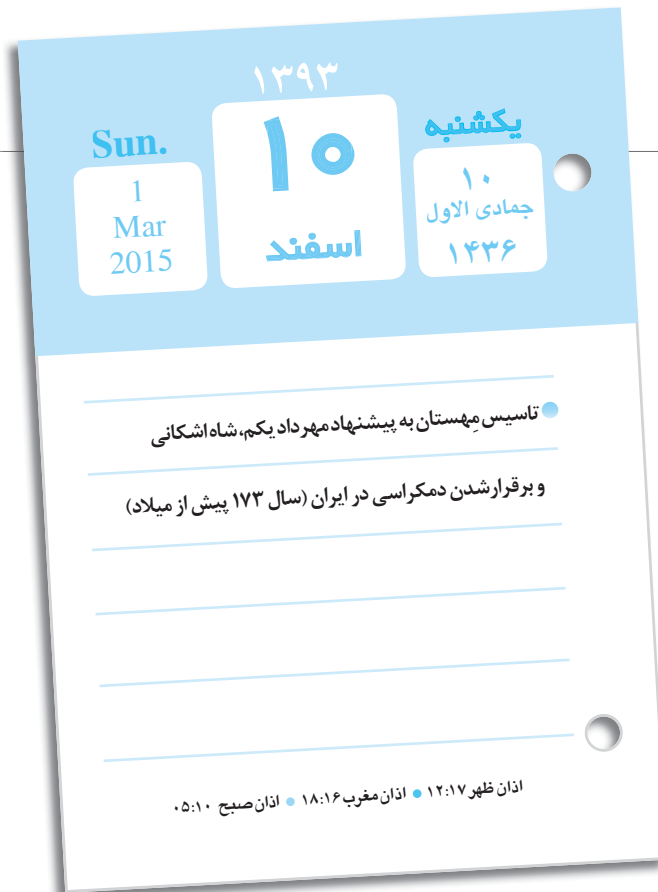 ۱۳۹۳
یکشنبه
۱۰
جمادی الاول
۱۴۳۶
۱۰
اسفند
Sun.
1
Mar
2015
تاسیس مِهستان به پیشنهاد مهرداد یکم، شاه اشکانی
و برقرارشدن دمکراسی در ایران (سال ۱۷۳ پیش از میلاد)
اذان ظهر ۱۲:۱۷ • اذان مغرب ۱۸:۱۶ • اذان صبح ۰۵:۱۰